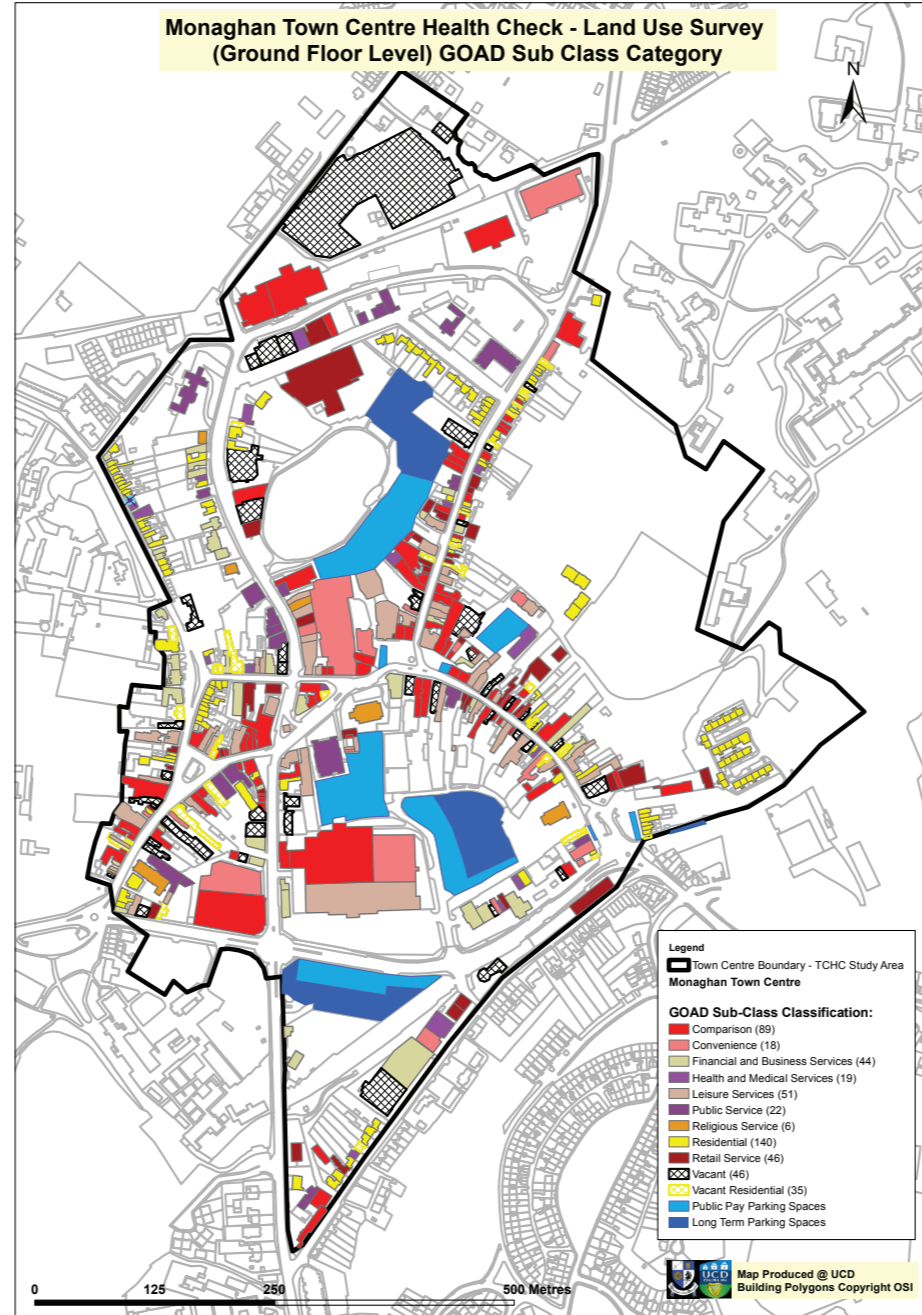 Monaghan Town Centre Health Check - Land Use Survey
(Ground Floor Level) GOAD Sub Class Category
N
Legend
Town Centre Boundary - TCHC Study Area
Monaghan Town Centre
GOAD Sub-Class Classification:
Comparison (89)
Convenience (18)
Financial and Business Services (44)
Health and Medical Services (19)
Leisure Services (51)
Public Service (22)
Religious Service (6)
Residential (140)
Retail Service (46)
Vacant (46)
Vacant Residential (35)
Public Pay Parking Spaces
Long Term Parking Spaces
0 125 250 500 Metres
UCD
Map Produced @ UCD
Building Polygons Copyright OSI